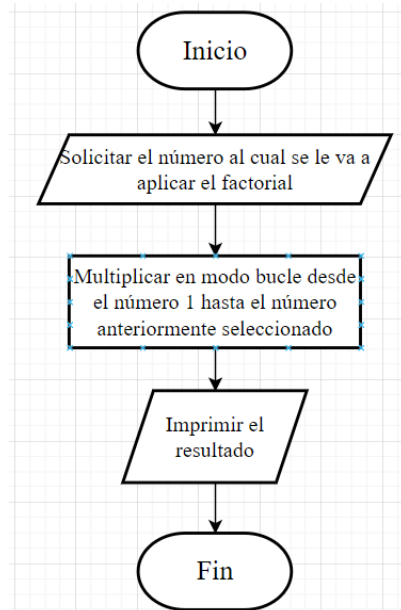 Inicio
Solicitar el número al cual se le va a
aplicar el factorial
Multiplicar en modo bucle desde
el número 1 hasta el número
anteriormente seleccionado
Imprimir el
resultado
Fin